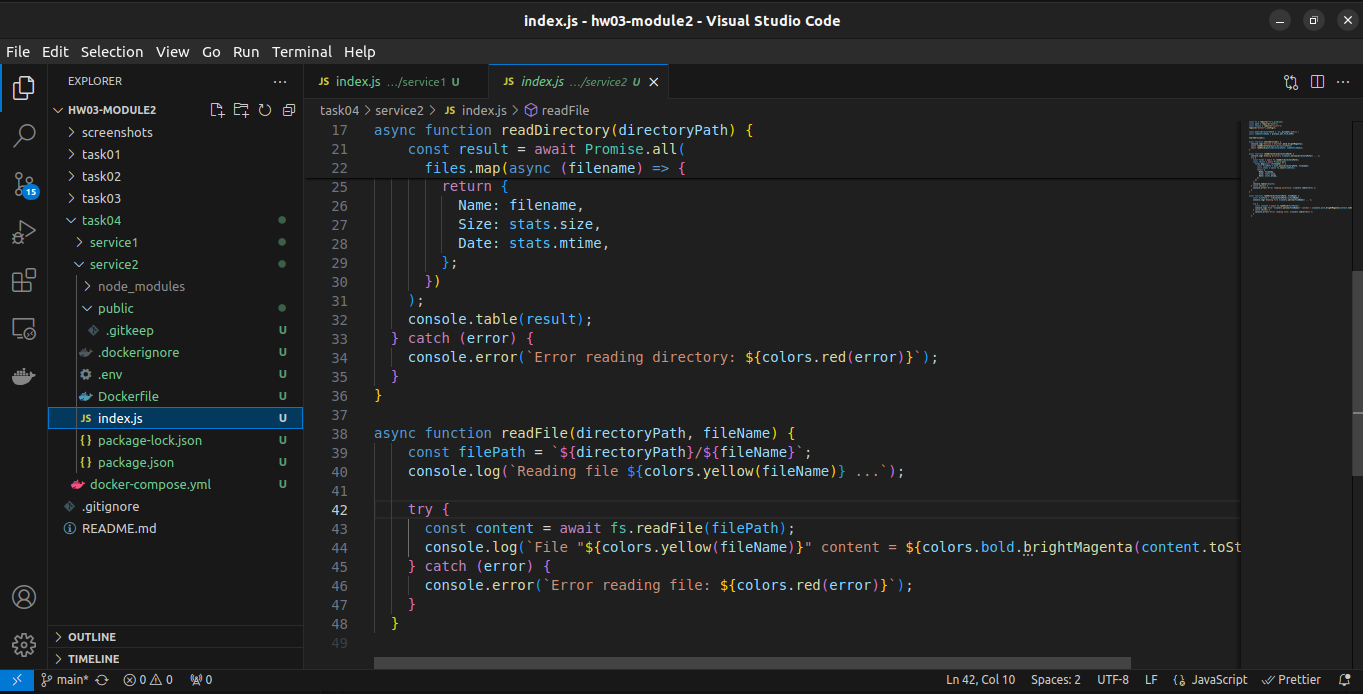 index.js - hw03-module2 - Visual Studio Code
File Edit Selection View Go Run Terminal Help
EXPLORER
HW03-MODULE2
screenshots
task01
task02
task03
task04
service1
service2
node_modules
public
.gitkeep U
.dockerignore U
.env U
Dockerfile U
JS index.js U
{} package-lock.json U
{} package.json U
docker-compose.yml U
.gitignore
README.md
OUTLINE
TIMELINE
15
JS index.js .../service1 U
JS index.js .../service2 U
task04 > service2 > JS index.js > readFile
17 async function readDirectory(directoryPath) {
21 const result = await Promise.all(
22 files.map(async (filename) => {
25 return {
26 Name: filename,
27 Size: stats.size,
28 Date: stats.mtime,
29 };
30 })
31 );
32 console.table(result);
33 } catch (error) {
34 console.error(`Error reading directory: ${colors.red(error)}`);
35 }
36 }
37
38 async function readFile(directoryPath, fileName) {
39 const filePath = `${directoryPath}/${fileName}`;
40 console.log(`Reading file ${colors.yellow(fileName)} ...`);
41
42 try {
43 const content = await fs.readFile(filePath);
44 console.log(`File "${colors.yellow(fileName)}" content = ${colors.bold.brightMagenta(content.toSt
45 } catch (error) {
46 console.error(`Error reading file: ${colors.red(error)}`);
47 }
48 }
49
main* 0 0 0 Ln 42, Col 10 Spaces: 2 UTF-8 LF {} JavaScript Prettier